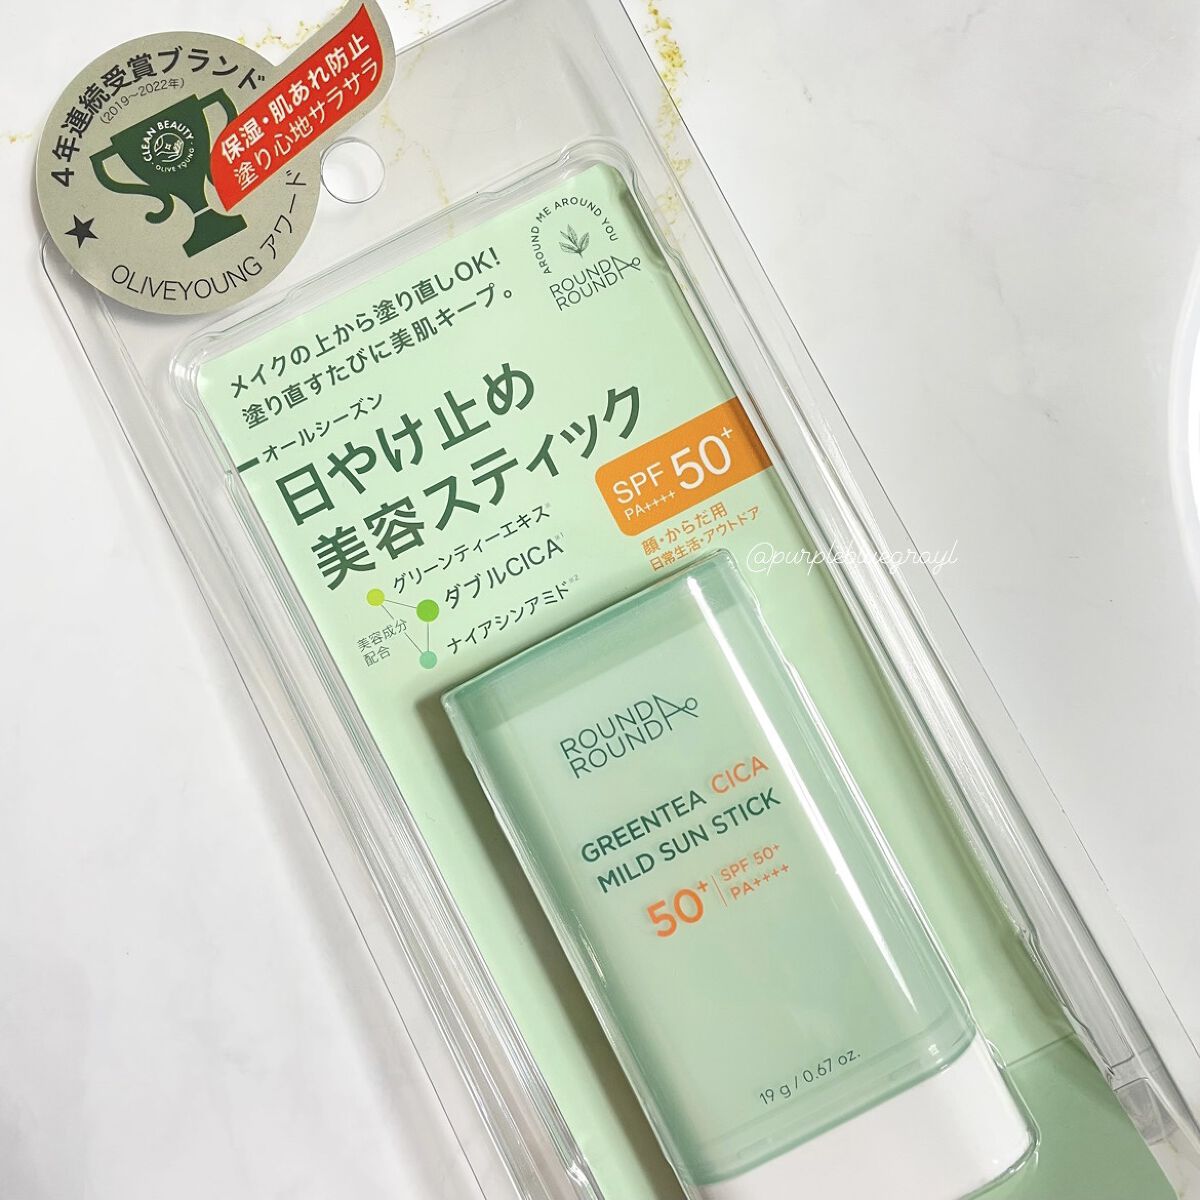 4年連続受賞ブランド
(2019～2022年)
CLEAN BEAUTY
OLIVE YOUNG
保湿・肌あれ防止
塗り心地サラサラ
★
OLIVEYOUNG アワード
AROUND ME AROUND YOU
ROUND
ROUND
A
メイクの上から塗り直しOK!
塗り直すたびに美肌キープ。
オールシーズン
日やけ止め
美容スティック
SPF 50+
PA++++
顔・からだ用
日常生活・アウトドア
グリーンティーエキス※
ダブルCICA※1
ナイアシンアミド※2
美容成分
配合
@purplebluegrayl
ROUND
ROUND
A
GREENTEA CICA
MILD SUN STICK
50+ | SPF 50+
PA++++
19 g / 0.67 oz.